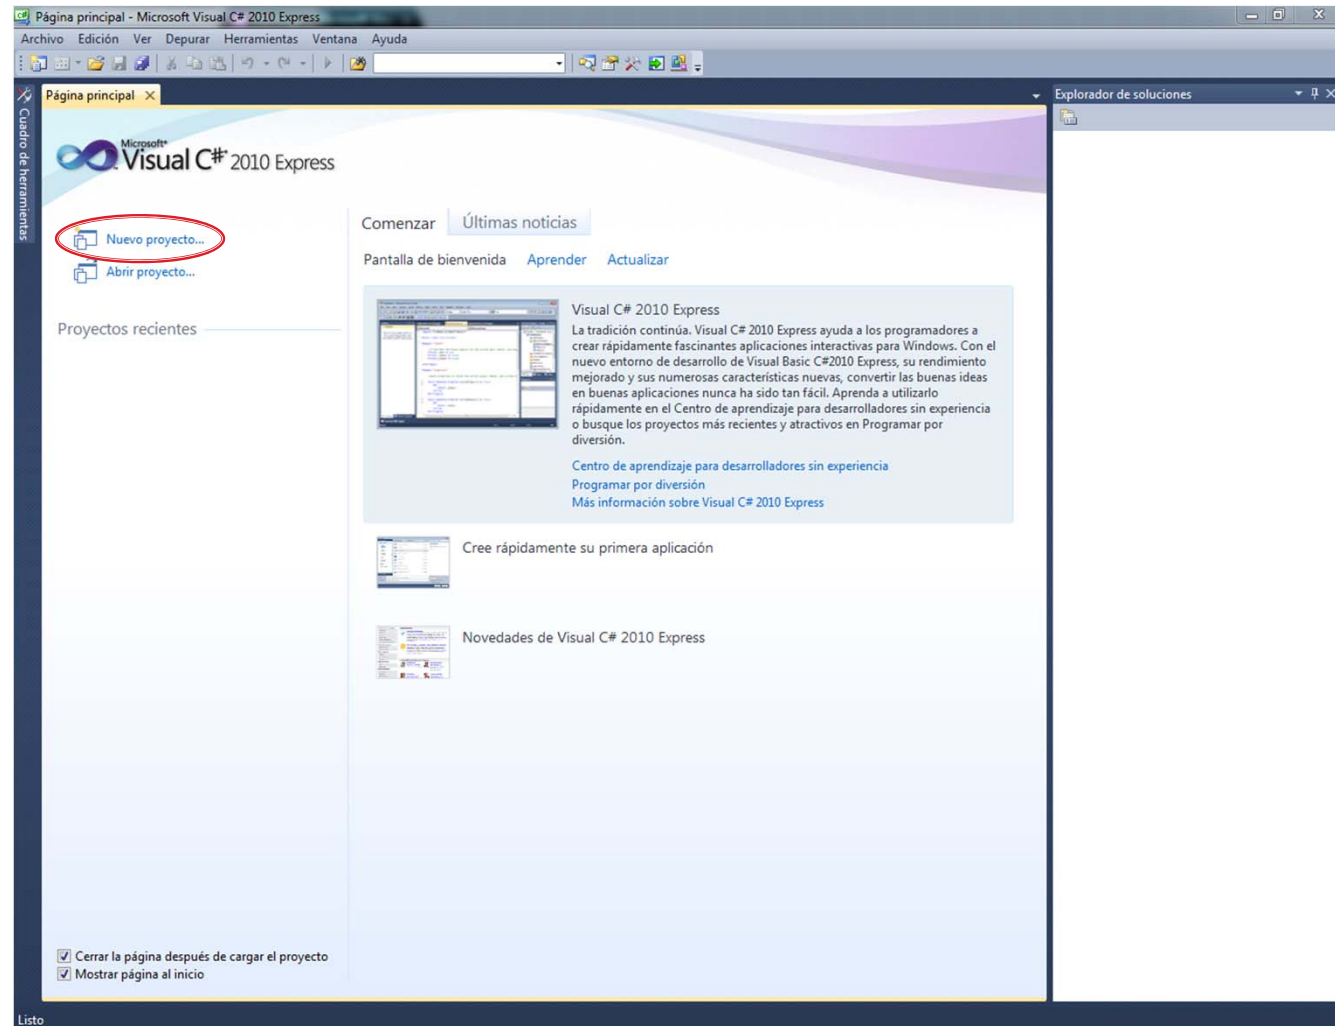 Página principal - Microsoft Visual C# 2010 Express
Archivo Edición Ver Depurar Herramientas Ventana Ayuda
Cuadro de herramientas
Página principal
Explorador de soluciones
Microsoft®
Visual C#® 2010 Express
Nuevo proyecto...
Abrir proyecto...
Proyectos recientes
Comenzar Últimas noticias
Pantalla de bienvenida Aprender Actualizar
Visual C# 2010 Express
La tradición continúa. Visual C# 2010 Express ayuda a los programadores a
crear rápidamente fascinantes aplicaciones interactivas para Windows. Con el
nuevo entorno de desarrollo de Visual Basic C#2010 Express, su rendimiento
mejorado y sus numerosas características nuevas, convertir las buenas ideas
en buenas aplicaciones nunca ha sido tan fácil. Aprenda a utilizarlo
rápidamente en el Centro de aprendizaje para desarrolladores sin experiencia
o busque los proyectos más recientes y atractivos en Programar por
diversión.
Centro de aprendizaje para desarrolladores sin experiencia
Programar por diversión
Más información sobre Visual C# 2010 Express
Cree rápidamente su primera aplicación
Novedades de Visual C# 2010 Express
Cerrar la página después de cargar el proyecto
Mostrar página al inicio
Listo